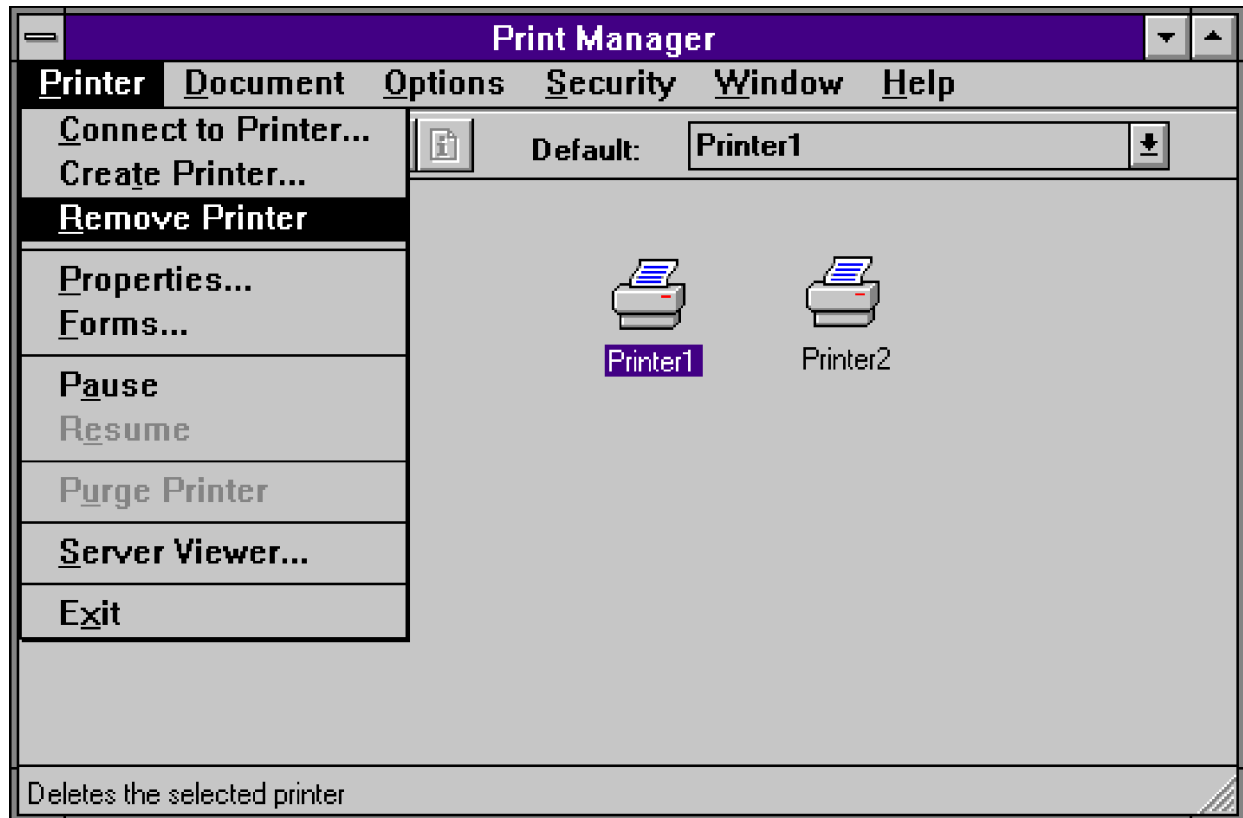 Print Manager
Printer Document Options Security Window Help
Connect to Printer...
Create Printer...
Remove Printer
Properties...
Forms...
Pause
Resume
Purge Printer
Server Viewer...
Exit
Default: Printer1
Printer1 Printer2
Deletes the selected printer